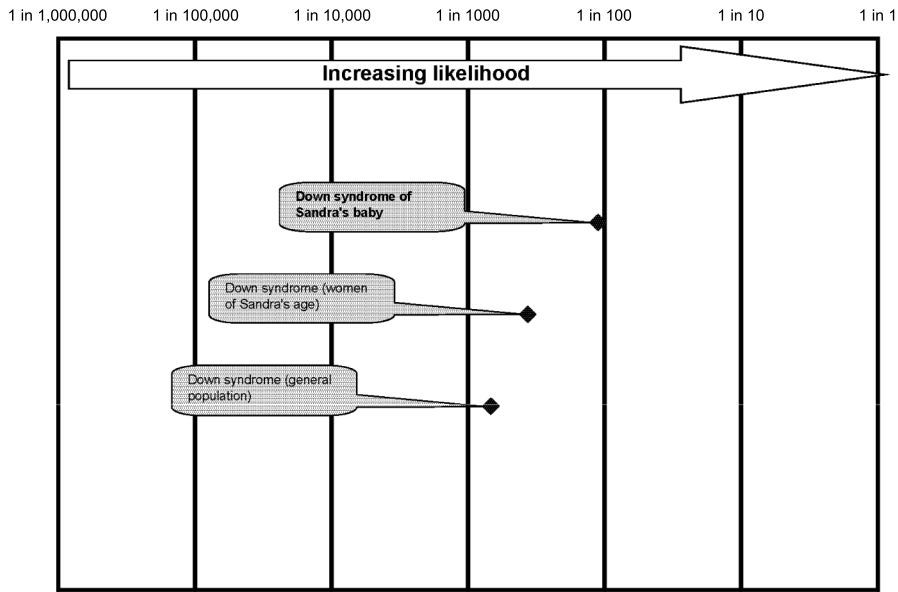 1 in 1,000,000 1 in 100,000 1 in 10,000 1 in 1000 1 in 100 1 in 10 1 in 1
Increasing likelihood
Down syndrome of
Sandra's baby
Down syndrome (women
of Sandra's age)
Down syndrome (general
population)